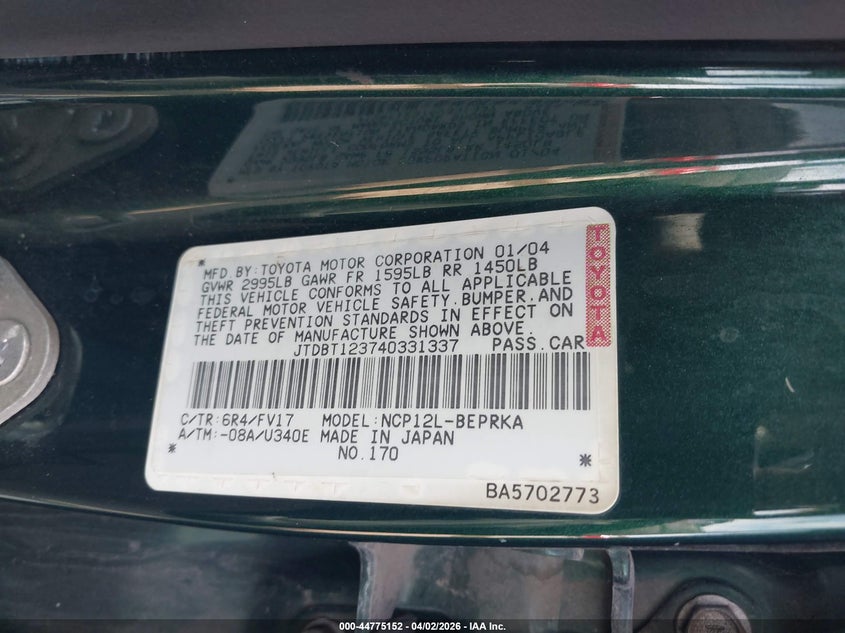 MFD.BY:TOYOTA MOTOR CORPORATION 01/04
GVWR 2995LB GAWR FR 1595LB RR 1450LB
THIS VEHICLE CONFORMS TO ALL APPLICABLE
FEDERAL MOTOR VEHICLE SAFETY,BUMPER,AND
THEFT PREVENTION STANDARDS IN EFFECT ON
THE DATE OF MANUFACTURE SHOWN ABOVE.
JTDBT123740331337 PASS.CAR
TOYOTA
C/TR:6R4/FV17 MODEL:NCP12L-BEPRKA
A/TM:-08A/U340E MADE IN JAPAN
NO.170
BA5702773
000-44775152 - 04/02/2026 - IAA Inc.